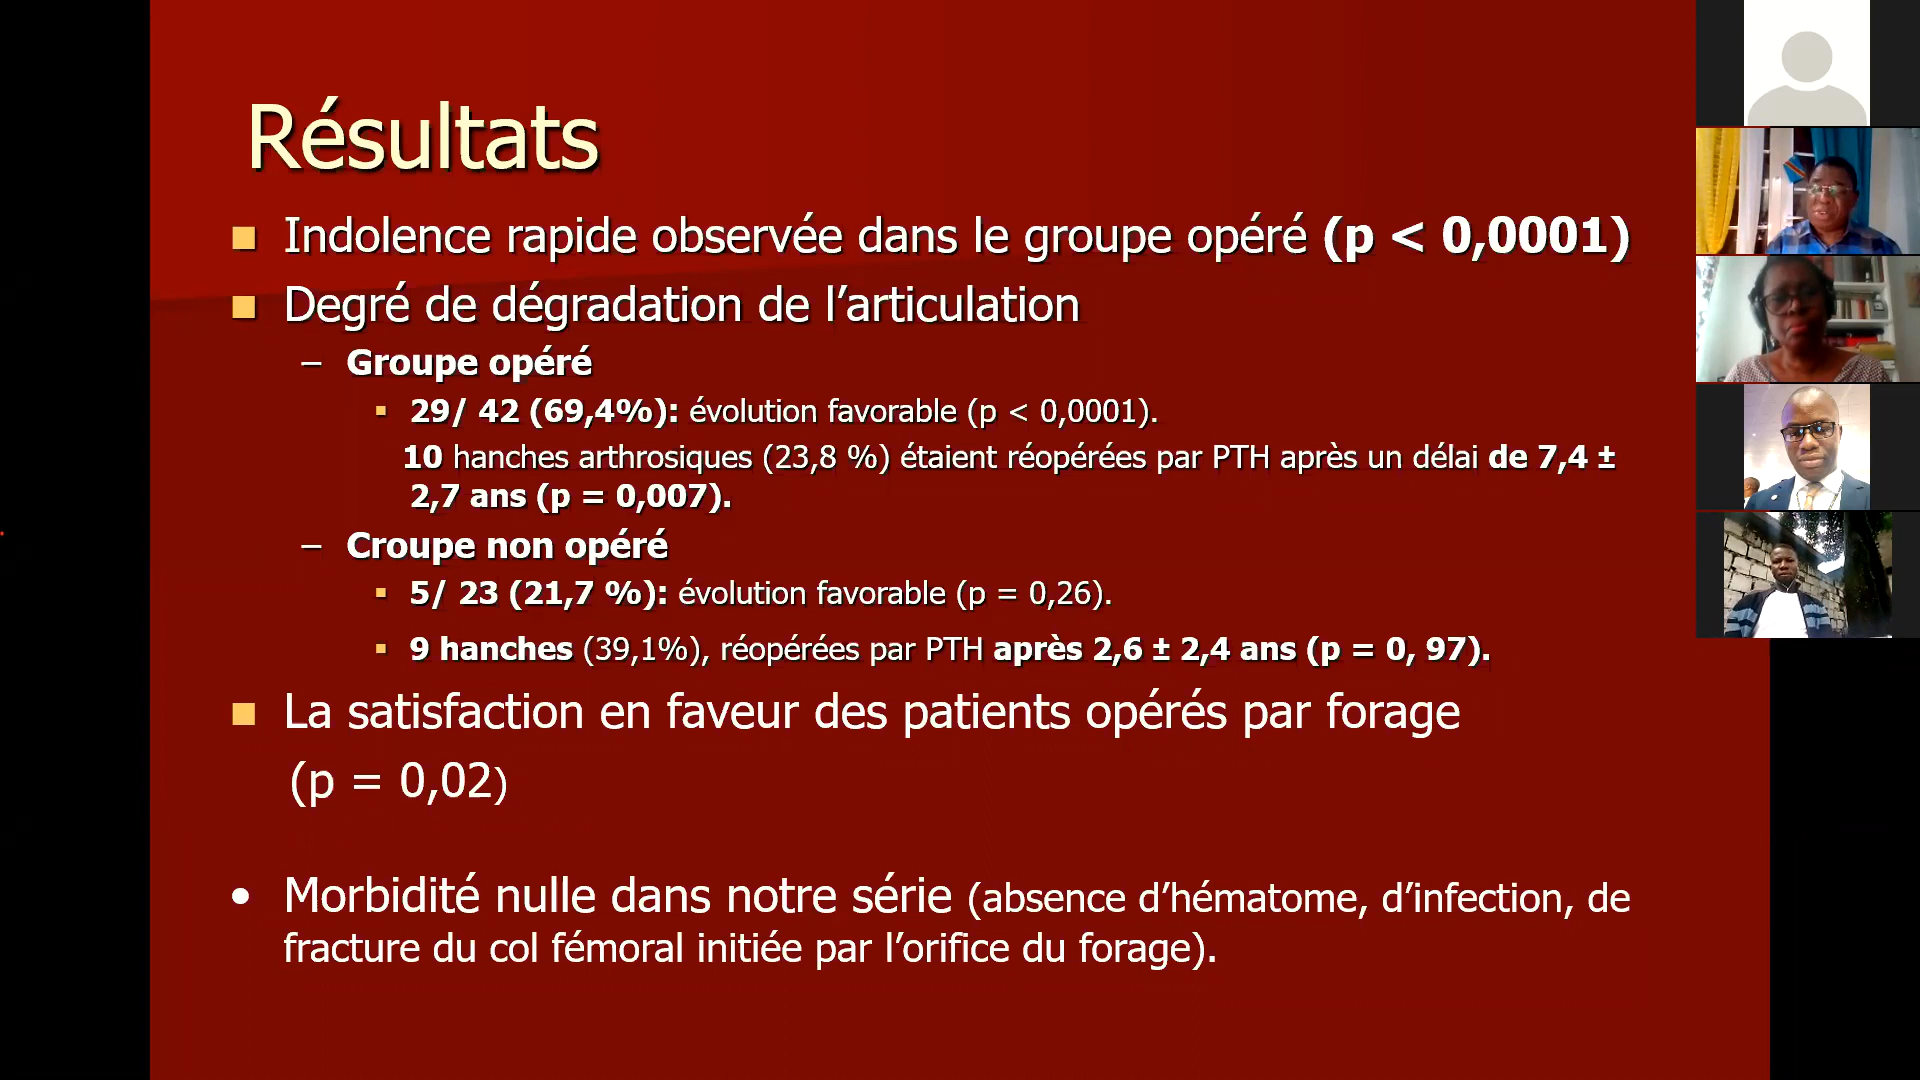 Résultats
Indolence rapide observée dans le groupe opéré (p < 0,0001)
Degré de dégradation de l’articulation
– Groupe opéré
29/ 42 (69,4%): évolution favorable (p < 0,0001).
10 hanches arthrosiques (23,8 %) étaient réopérées par PTH après un délai de 7,4 ±
2,7 ans (p = 0,007).
– Croupe non opéré
5/ 23 (21,7 %): évolution favorable (p = 0,26).
9 hanches (39,1%), réopérées par PTH après 2,6 ± 2,4 ans (p = 0, 97).
La satisfaction en faveur des patients opérés par forage
(p = 0,02)
• Morbidité nulle dans notre série (absence d’hématome, d’infection, de
fracture du col fémoral initiée par l’orifice du forage).